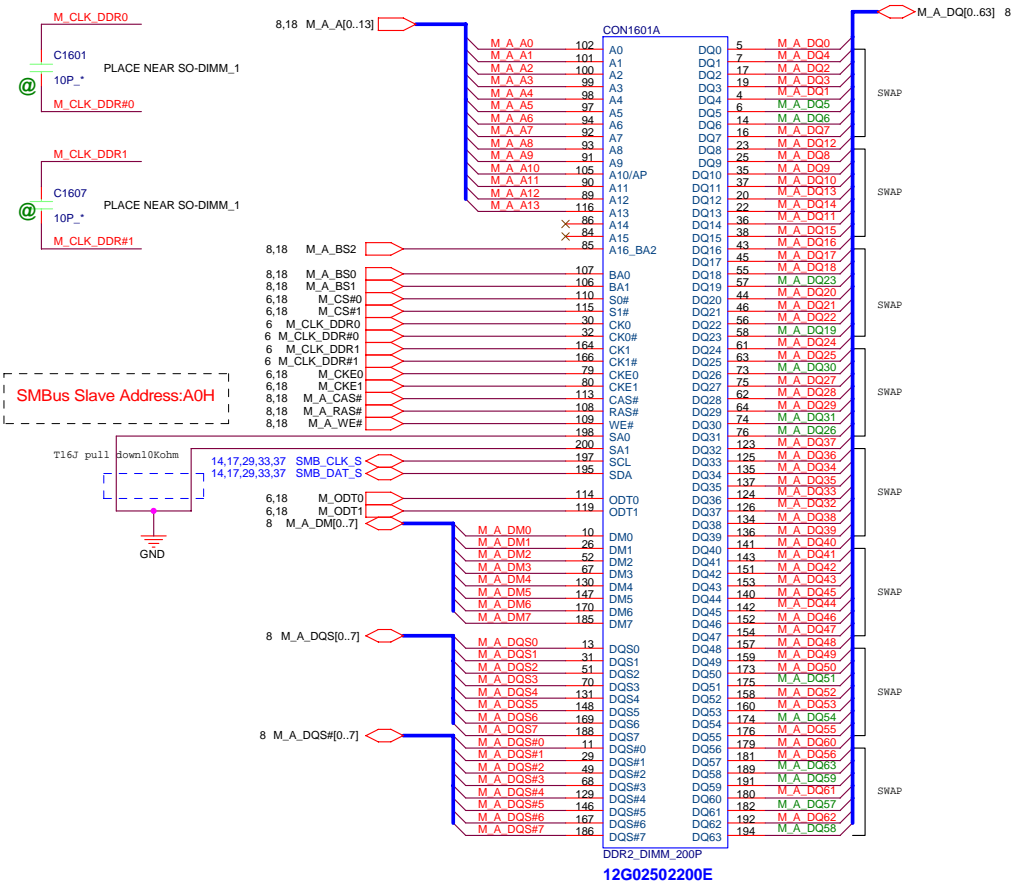 M_CLK_DDR0
C1601
10P_*
@
PLACE NEAR SO-DIMM_1
M_CLK_DDR#0
M_CLK_DDR1
C1607
10P_*
@
PLACE NEAR SO-DIMM_1
M_CLK_DDR#1
SMBus Slave Address:A0H
T16J pull down10Kohm
GND
8,18 M_A_A[0..13]
M_A_DQ[0..63] 8
CON1601A
M_A_A0 102 A0
M_A_A1 101 A1
M_A_A2 100 A2
M_A_A3 99 A3
M_A_A4 98 A4
M_A_A5 97 A5
M_A_A6 94 A6
M_A_A7 92 A7
M_A_A8 93 A8
M_A_A9 91 A9
M_A_A10 105 A10/AP
M_A_A11 90 A11
M_A_A12 89 A12
M_A_A13 116 A13
86 A14
84 A15
8,18 M_A_BS2 85 A16_BA2
8,18 M_A_BS0 107 BA0
8,18 M_A_BS1 106 BA1
6,18 M_CS#0 110 S0#
6,18 M_CS#1 115 S1#
6 M_CLK_DDR0 30 CK0
6 M_CLK_DDR#0 32 CK0#
6 M_CLK_DDR1 164 CK1
6 M_CLK_DDR#1 166 CK1#
6,18 M_CKE0 79 CKE0
6,18 M_CKE1 80 CKE1
8,18 M_A_CAS# 113 CAS#
8,18 M_A_RAS# 108 RAS#
8,18 M_A_WE# 109 WE#
198 SA0
200 SA1
14,17,29,33,37 SMB_CLK_S 197 SCL
14,17,29,33,37 SMB_DAT_S 195 SDA
6,18 M_ODT0 114 ODT0
6,18 M_ODT1 119 ODT1
8 M_A_DM[0..7]
M_A_DM0 10 DM0
M_A_DM1 26 DM1
M_A_DM2 52 DM2
M_A_DM3 67 DM3
M_A_DM4 130 DM4
M_A_DM5 147 DM5
M_A_DM6 170 DM6
M_A_DM7 185 DM7
8 M_A_DQS[0..7]
M_A_DQS0 13 DQS0
M_A_DQS1 31 DQS1
M_A_DQS2 51 DQS2
M_A_DQS3 70 DQS3
M_A_DQS4 131 DQS4
M_A_DQS5 148 DQS5
M_A_DQS6 169 DQS6
M_A_DQS7 188 DQS7
8 M_A_DQS#[0..7]
M_A_DQS#0 11 DQS#0
M_A_DQS#1 29 DQS#1
M_A_DQS#2 49 DQS#2
M_A_DQS#3 68 DQS#3
M_A_DQS#4 129 DQS#4
M_A_DQS#5 146 DQS#5
M_A_DQS#6 167 DQS#6
M_A_DQS#7 186 DQS#7
DQ0 5 M_A_DQ0
DQ1 7 M_A_DQ4
DQ2 17 M_A_DQ2
DQ3 19 M_A_DQ3
DQ4 4 M_A_DQ1
DQ5 6 M_A_DQ5
DQ6 14 M_A_DQ6
DQ7 16 M_A_DQ7
SWAP
DQ8 23 M_A_DQ12
DQ9 25 M_A_DQ8
DQ10 35 M_A_DQ9
DQ11 37 M_A_DQ10
DQ12 20 M_A_DQ13
DQ13 22 M_A_DQ14
DQ14 36 M_A_DQ11
DQ15 38 M_A_DQ15
SWAP
DQ16 43 M_A_DQ16
DQ17 45 M_A_DQ17
DQ18 55 M_A_DQ18
DQ19 57 M_A_DQ23
DQ20 44 M_A_DQ20
DQ21 46 M_A_DQ21
DQ22 56 M_A_DQ22
DQ23 58 M_A_DQ19
SWAP
DQ24 61 M_A_DQ24
DQ25 63 M_A_DQ25
DQ26 73 M_A_DQ30
DQ27 75 M_A_DQ27
DQ28 62 M_A_DQ28
DQ29 64 M_A_DQ29
DQ30 74 M_A_DQ31
DQ31 76 M_A_DQ26
SWAP
DQ32 123 M_A_DQ37
DQ33 125 M_A_DQ36
DQ34 135 M_A_DQ34
DQ35 137 M_A_DQ35
DQ36 124 M_A_DQ33
DQ37 126 M_A_DQ32
DQ38 134 M_A_DQ38
DQ39 136 M_A_DQ39
SWAP
DQ40 141 M_A_DQ40
DQ41 143 M_A_DQ41
DQ42 151 M_A_DQ42
DQ43 153 M_A_DQ43
DQ44 140 M_A_DQ45
DQ45 142 M_A_DQ44
DQ46 152 M_A_DQ46
DQ47 154 M_A_DQ47
SWAP
DQ48 157 M_A_DQ48
DQ49 159 M_A_DQ49
DQ50 173 M_A_DQ50
DQ51 175 M_A_DQ51
DQ52 158 M_A_DQ52
DQ53 160 M_A_DQ53
DQ54 174 M_A_DQ54
DQ55 176 M_A_DQ55
SWAP
DQ56 179 M_A_DQ60
DQ57 181 M_A_DQ56
DQ58 189 M_A_DQ63
DQ59 191 M_A_DQ59
DQ60 180 M_A_DQ61
DQ61 182 M_A_DQ57
DQ62 192 M_A_DQ62
DQ63 194 M_A_DQ58
SWAP
DDR2_DIMM_200P
12G02502200E